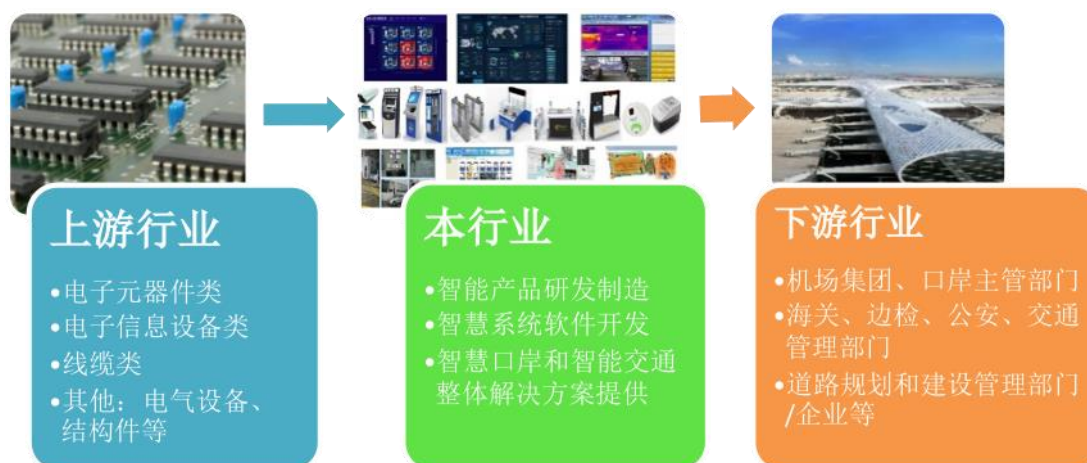 上游行业
•电子元器件类
•电子信息设备类
•线缆类
•其他：电气设备、
结构件等
本行业
•智能产品研发制造
•智慧系统软件开发
•智慧口岸和智能交通
整体解决方案提供
下游行业
•机场集团、口岸主管部门
•海关、边检、公安、交通
管理部门
•道路规划和建设管理部门
/企业等